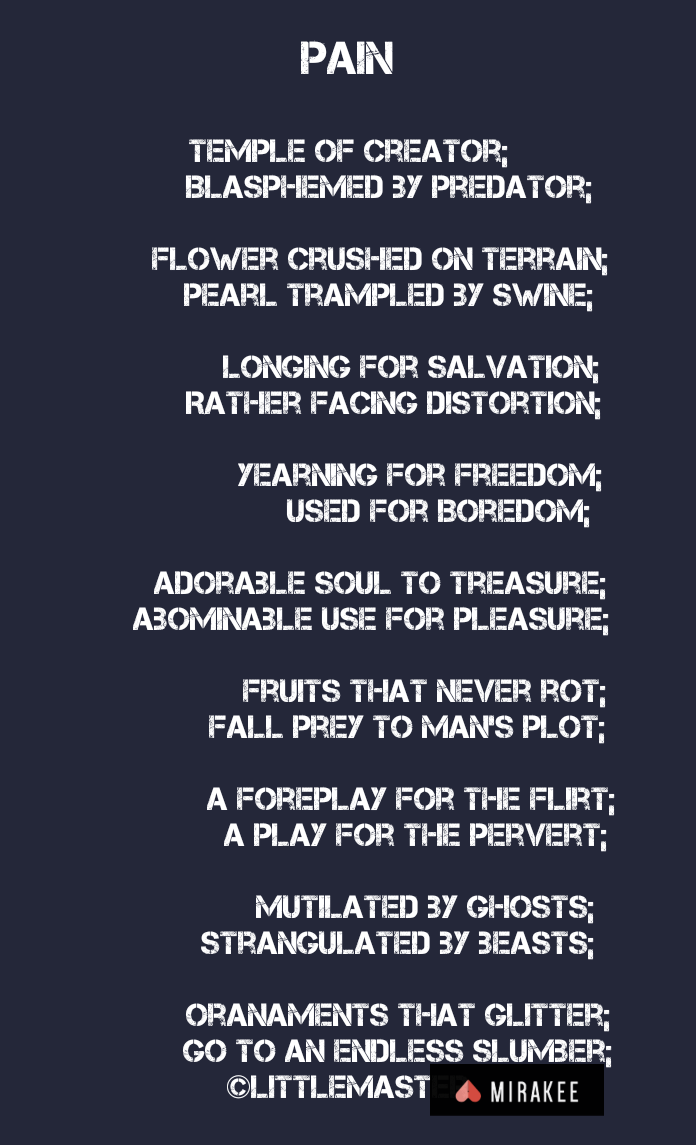 PAIN
TEMPLE OF CREATOR;
BLASPHEMED BY PREDATOR;
FLOWER CRUSHED ON TERRAIN;
PEARL TRAMPLED BY SWINE;
LONGING FOR SALVATION;
RATHER FACING DISTORTION;
YEARNING FOR FREEDOM;
USED FOR BOREDOM;
ADORABLE SOUL TO TREASURE;
ABOMINABLE USE FOR PLEASURE;
FRUITS THAT NEVER ROT;
FALL PREY TO MAN'S PLOT;
A FOREPLAY FOR THE FLIRT;
A PLAY FOR THE PERVERT;
MUTILATED BY GHOSTS;
STRANGULATED BY BEASTS;
ORANAMENTS THAT GLITTER;
GO TO AN ENDLESS SLUMBER;
MIRAKEE